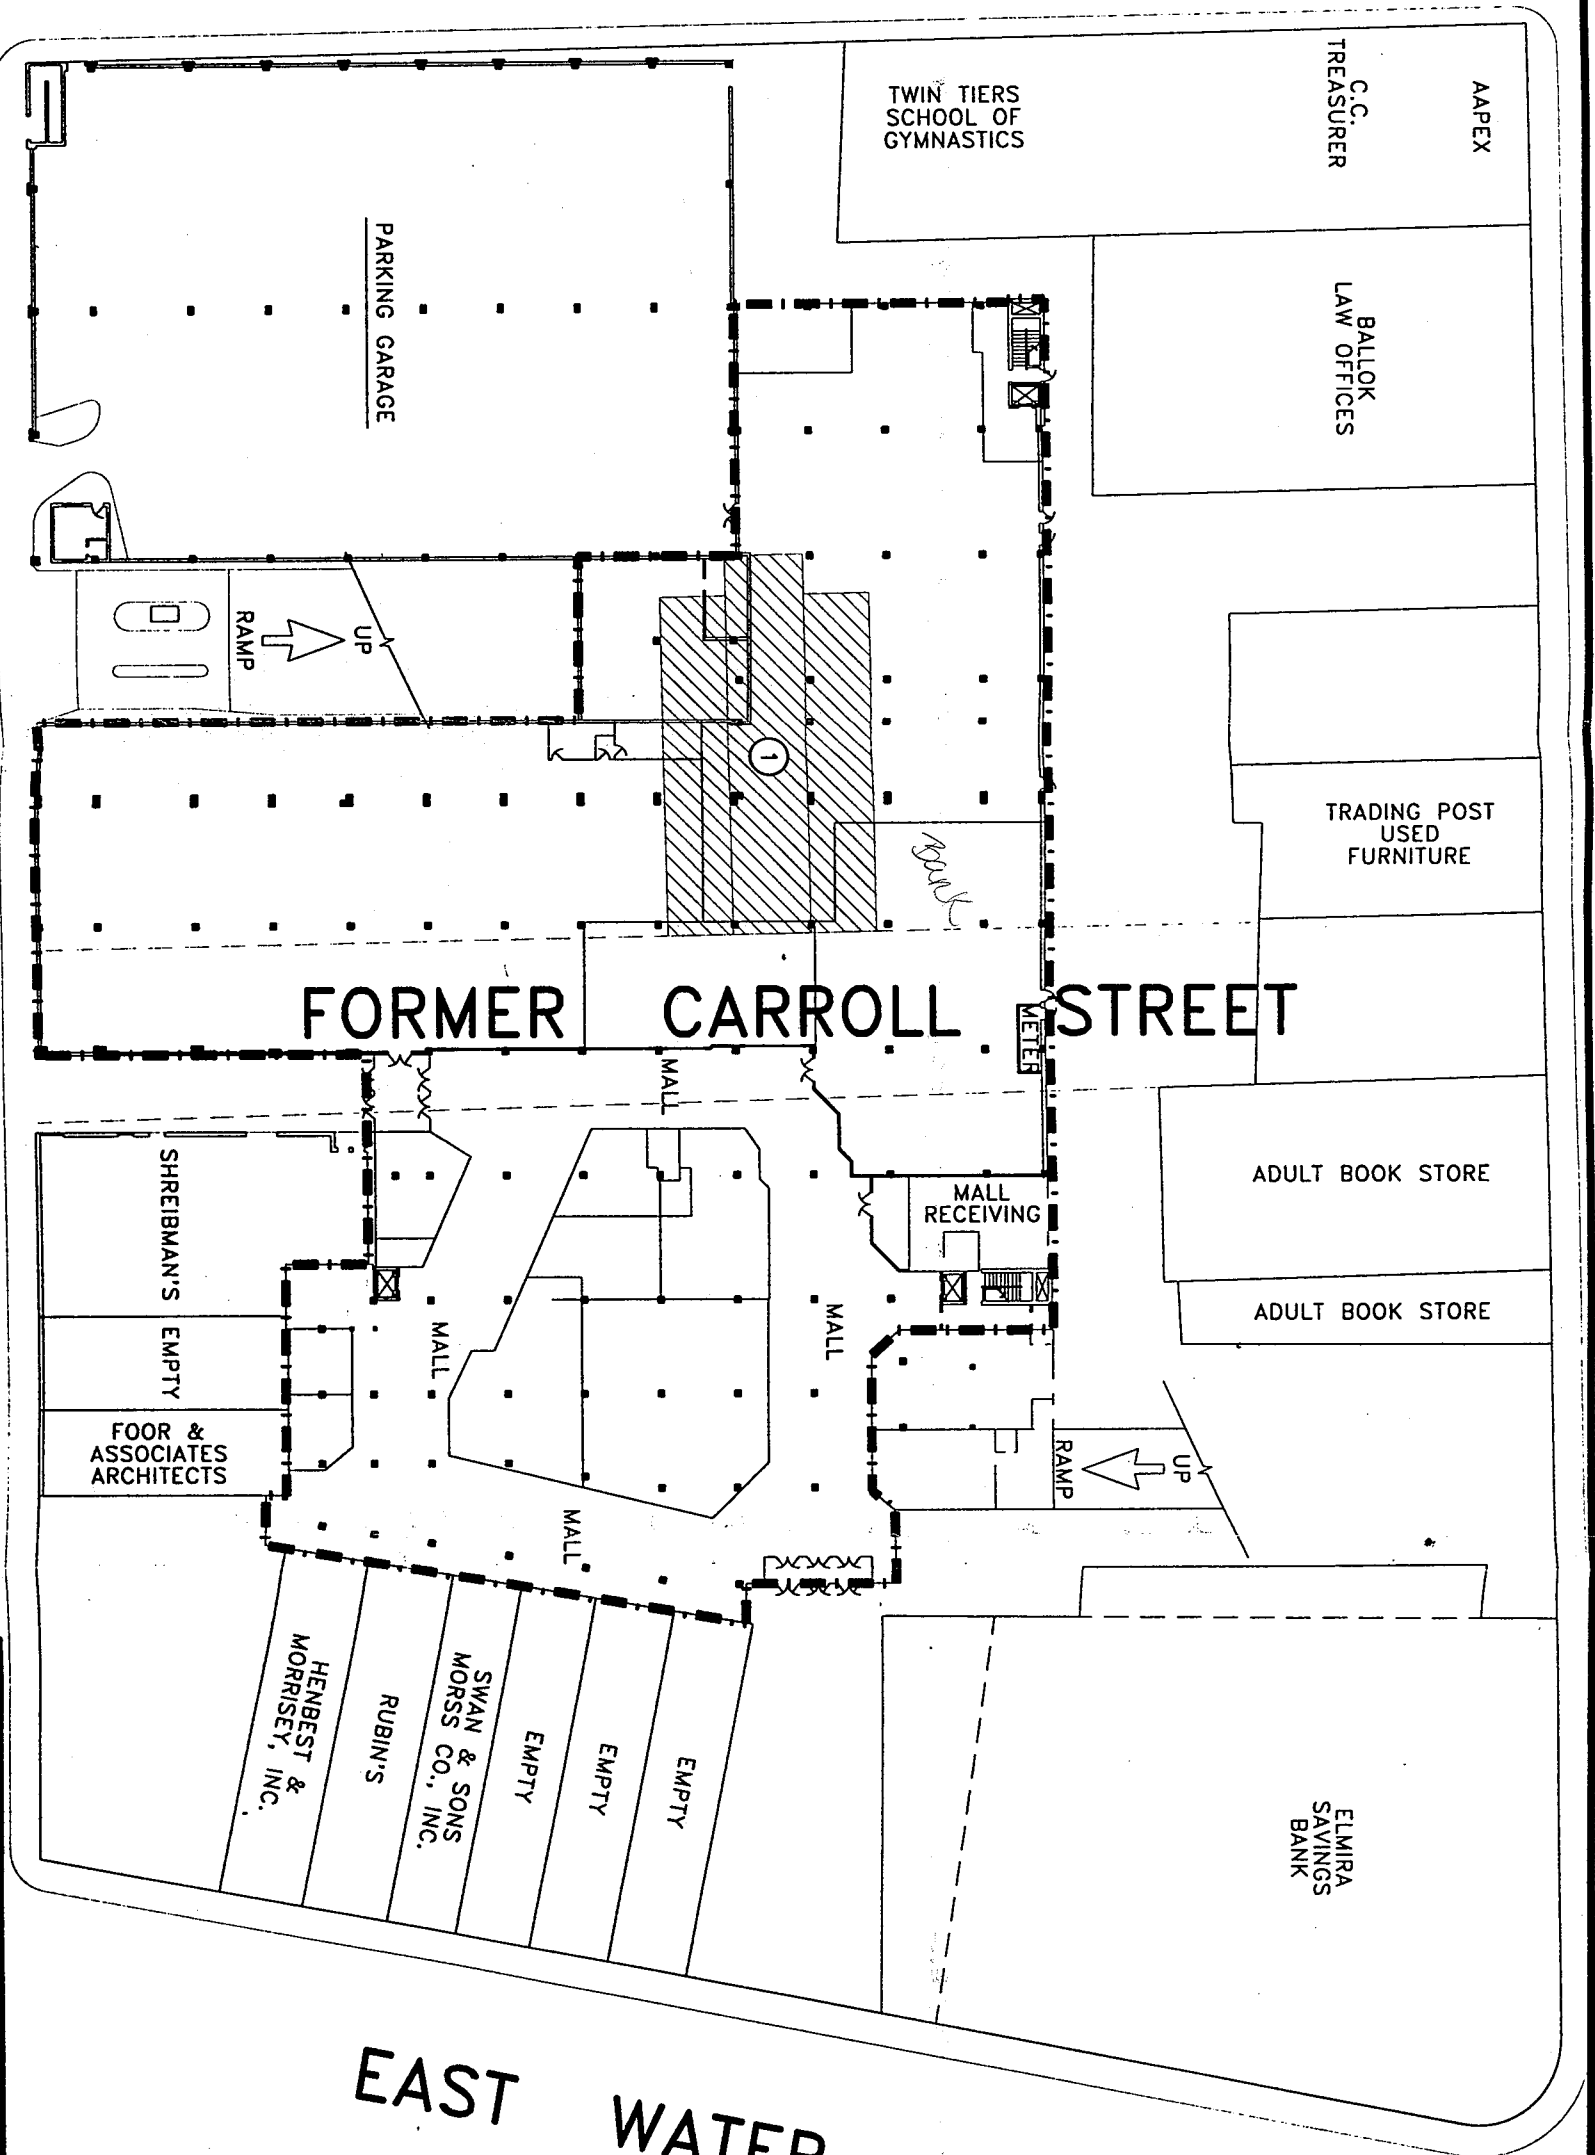 TWIN TIERS
SCHOOL OF
GYMNASTICS
C.C.
TREASURER
AAPEX
BALLOK
LAW OFFICES
PARKING GARAGE
UP
RAMP
1
TRADING POST
USED
FURNITURE
Bank
FORMER CARROLL STREET
METER
MALL
SHREIBMAN'S
EMPTY
FOOR &
ASSOCIATES
ARCHITECTS
MALL
RECEIVING
ADULT BOOK STORE
ADULT BOOK STORE
MALL
MALL
UP
RAMP
MALL
HENBEST &
MORRISEY, INC.
RUBIN'S
SWAN & SONS
MORSS CO., INC.
EMPTY
EMPTY
EMPTY
ELMIRA
SAVINGS
BANK
EAST WATER